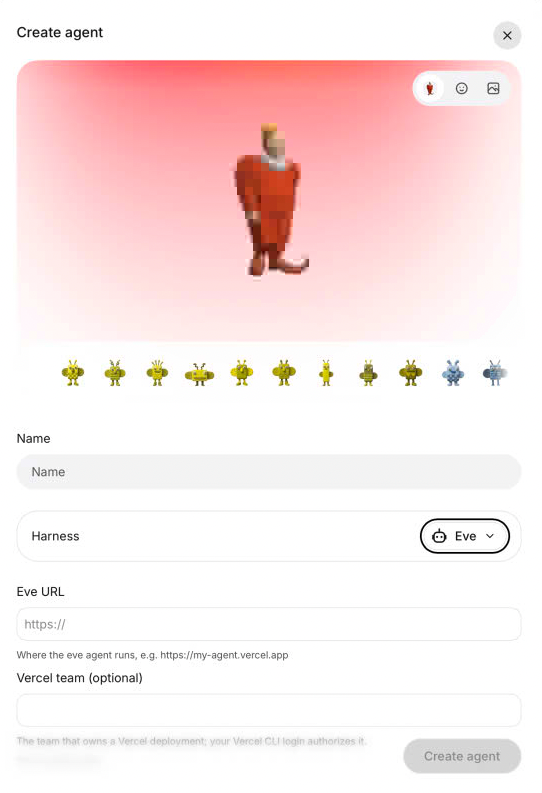 Create agent
Name
Name
Harness
Eve
Eve URL
https://
Where the eve agent runs, e.g. https://my-agent.vercel.app
Vercel team (optional)
The team that owns a Vercel deployment; your Vercel CLI login authorizes it.
Create agent